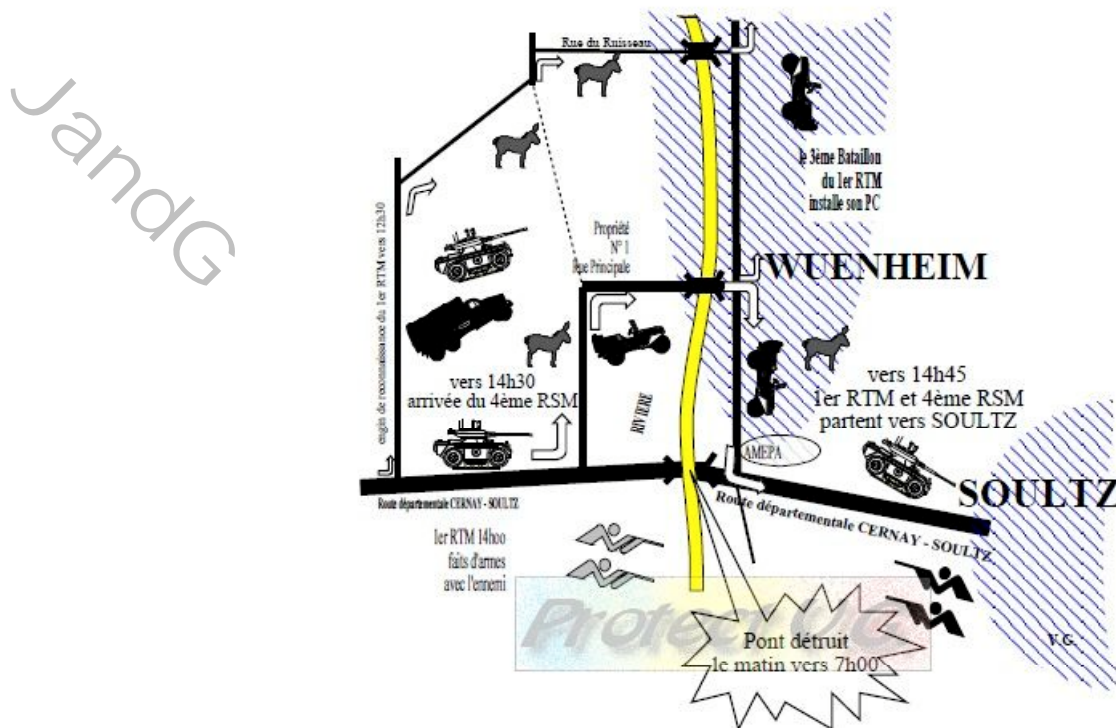 JandG
Rue du Ruisseau
le 3ème Bataillon
du 1er RTM
installe son PC
engin de reconnaissance du 1er RTM vers 12h30
Propriété
N° 1
Rue Principale
WUENHEIM
vers 14h30
arrivée du 4ème RSM
RIVIERE
vers 14h45
1er RTM et 4ème RSM
partent vers SOULTZ
AMEPA
SOULTZ
Route départementale CERNAY - SOULTZ
Route départementale CERNAY - SOULTZ
1er RTM 14hoo
faits d'armes
avec l'ennemi
Protect V.G
Pont détruit
le matin vers 7h00
V.G.